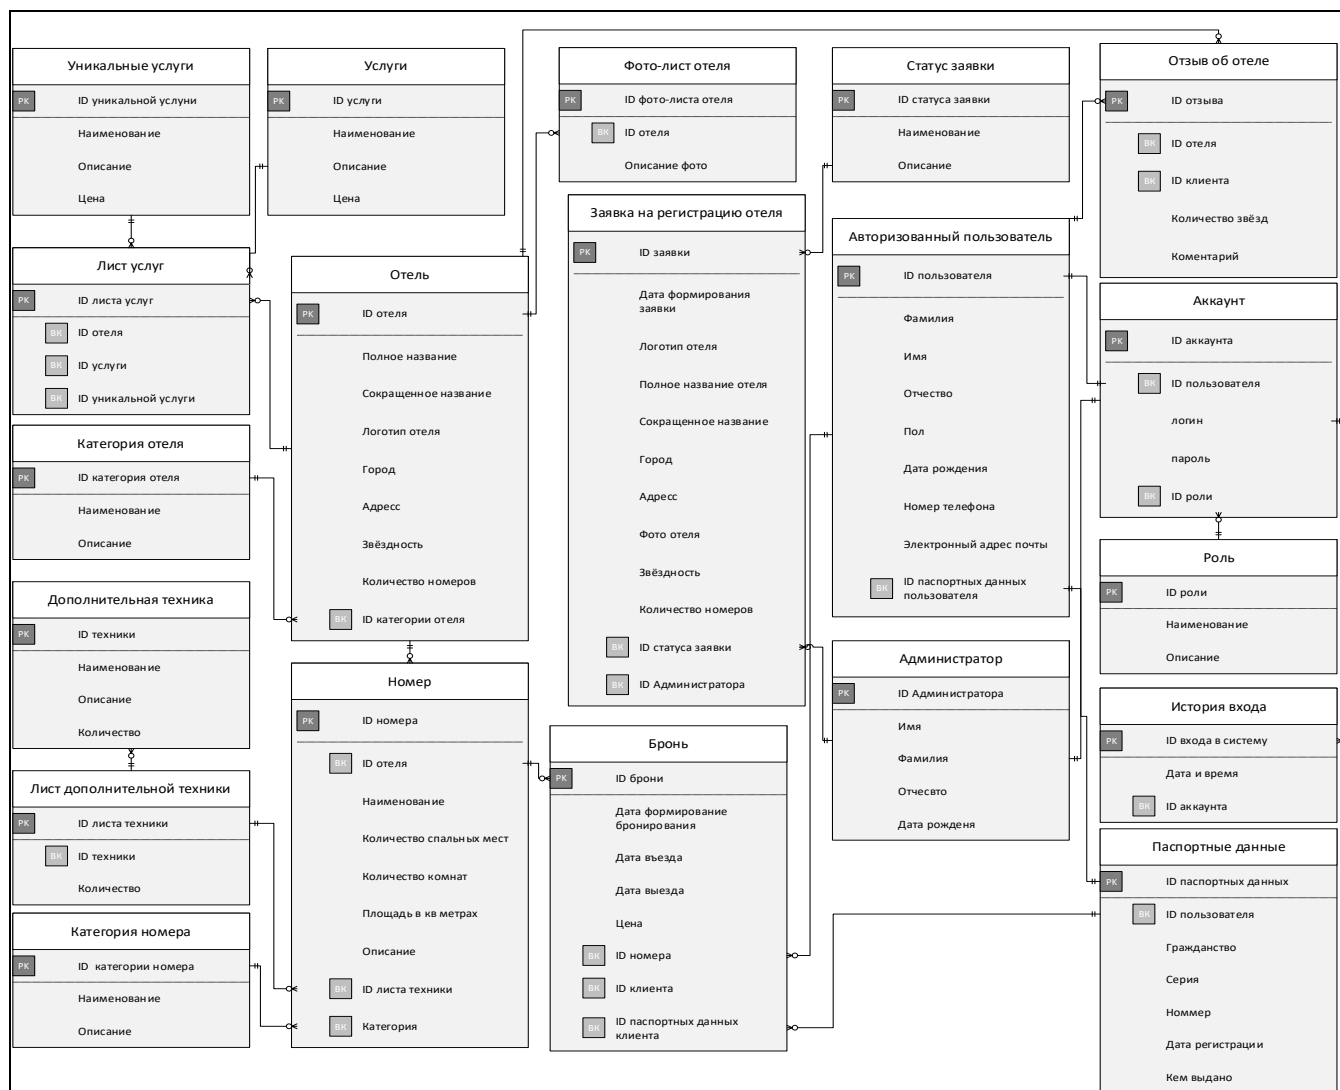 Уникальные услуги
PK
ID уникальной услуни
Наименование
Описание
Цена
Услуги
PK
ID услуги
Наименование
Описание
Цена
Фото-лист отеля
PK
ID фото-листа отеля
ВК
ID отеля
Описание фото
Статус заявки
PK
ID статуса заявки
Наименование
Описание
Отзыв об отеле
PK
ID отзыва
ВК
ID отеля
ВК
ID клиента
Количество звёзд
Коментарий
Лист услуг
PK
ID листа услуг
ВК
ID отеля
ВК
ID услуги
ВК
ID уникальной услуги
Отель
PK
ID отеля
Полное название
Сокращенное название
Логотип отеля
Город
Адресс
Звёздность
Количество номеров
ВК
ID категории отеля
Заявка на регистрацию отеля
PK
ID заявки
Дата формирования
заявки
Логотип отеля
Полное название отеля
Сокращенное название
Город
Адресс
Фото отеля
Звёздность
Количество номеров
ВК
ID статуса заявки
ВК
ID Администратора
Авторизованный пользователь
PK
ID пользователя
Фамилия
Имя
Отчество
Пол
Дата рождения
Номер телефона
Электронный адрес почты
ВК
ID паспортных данных
пользователя
Аккаунт
PK
ID аккаунта
ВК
ID пользователя
логин
пароль
ВК
ID роли
Категория отеля
PK
ID категория отеля
Наименование
Описание
Роль
PK
ID роли
Наименование
Описание
Дополнительная техника
PK
ID техники
Наименование
Описание
Количество
Номер
PK
ID номера
ВК
ID отеля
Наименование
Количество спальных мест
Количество комнат
Площадь в кв метрах
Описание
ВК
ID листа техники
ВК
Категория
Администратор
PK
ID Администратора
Имя
Фамилия
Отчесвто
Дата рожденя
История входа
PK
ID входа в систему
Дата и время
ВК
ID аккаунта
Бронь
PK
ID брони
Дата формирование
бронирования
Дата въезда
Дата выезда
Цена
ВК
ID номера
ВК
ID клиента
ВК
ID паспортных данных
клиента
Лист дополнительной техники
PK
ID листа техники
ВК
ID техники
Количество
Паспортные данные
PK
ID паспортных данных
ВК
ID пользователя
Гражданство
Серия
Номмер
Дата регистрации
Кем выдано
Категория номера
PK
ID категории номера
Наименование
Описание